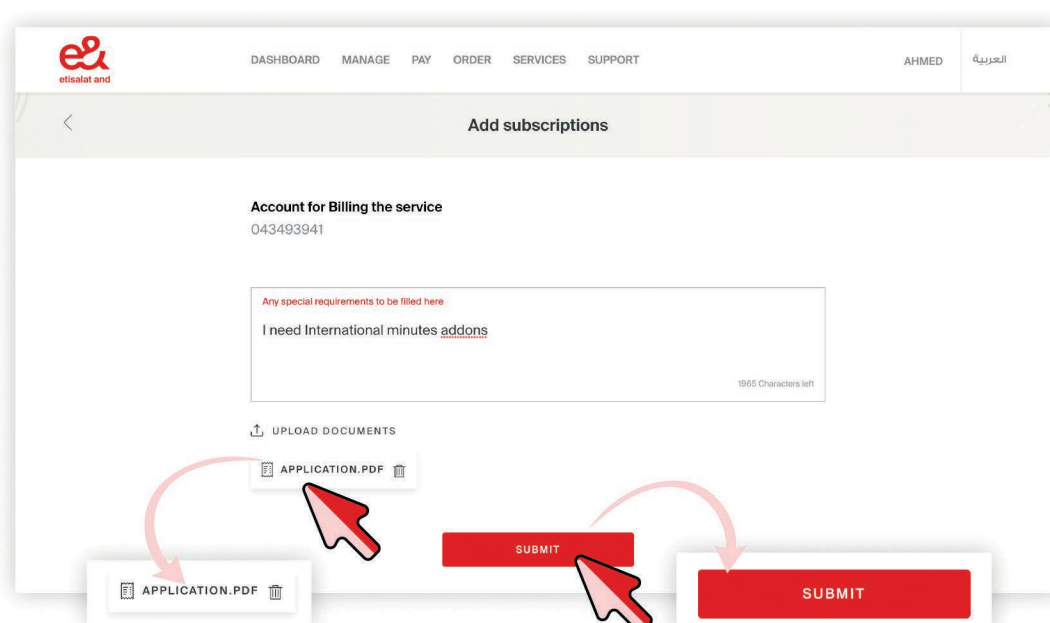 e&
etisalat and
DASHBOARD MANAGE PAY ORDER SERVICES SUPPORT
AHMED
العربية
Add subscriptions
Account for Billing the service
043493941
Any special requirements to be filled here
I need International minutes addons
1965 Characters left
UPLOAD DOCUMENTS
APPLICATION.PDF
SUBMIT
APPLICATION.PDF
SUBMIT